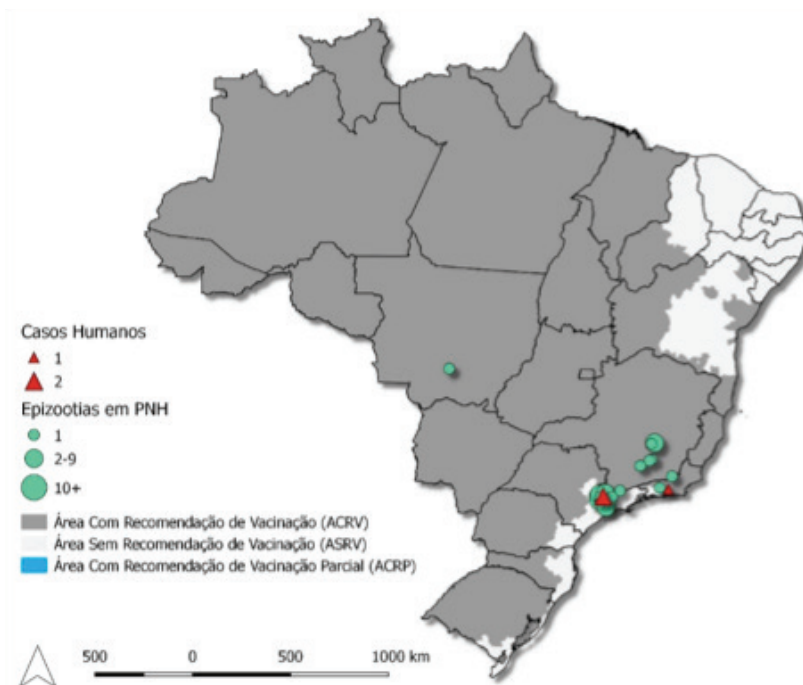 Casos Humanos
1
2
Epizootias em PNH
1
2-9
10+
Área Com Recomendação de Vacinação (ACRV)
Área Sem Recomendação de Vacinação (ASRV)
Área Com Recomendação de Vacinação Parcial (ACRP)
500 0 500 1000 km